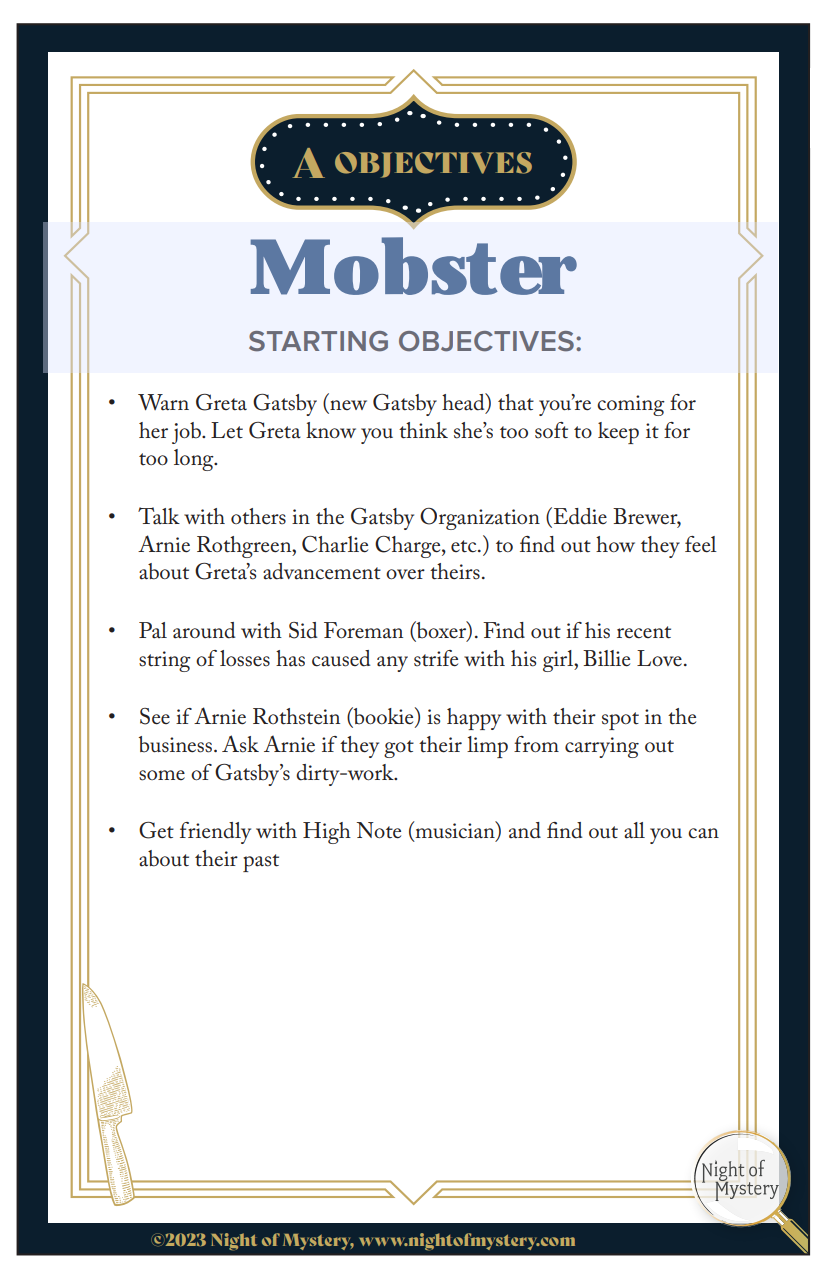 A OBJECTIVES
Mobster
STARTING OBJECTIVES:
• Warn Greta Gatsby (new Gatsby head) that you’re coming for
her job. Let Greta know you think she’s too soft to keep it for
too long.
• Talk with others in the Gatsby Organization (Eddie Brewer,
Arnie Rothgreen, Charlie Charge, etc.) to find out how they feel
about Greta’s advancement over theirs.
• Pal around with Sid Foreman (boxer). Find out if his recent
string of losses has caused any strife with his girl, Billie Love.
• See if Arnie Rothstein (bookie) is happy with their spot in the
business. Ask Arnie if they got their limp from carrying out
some of Gatsby’s dirty-work.
• Get friendly with High Note (musician) and find out all you can
about their past
Night of
Mystery
©2023 Night of Mystery, www.nightofmystery.com